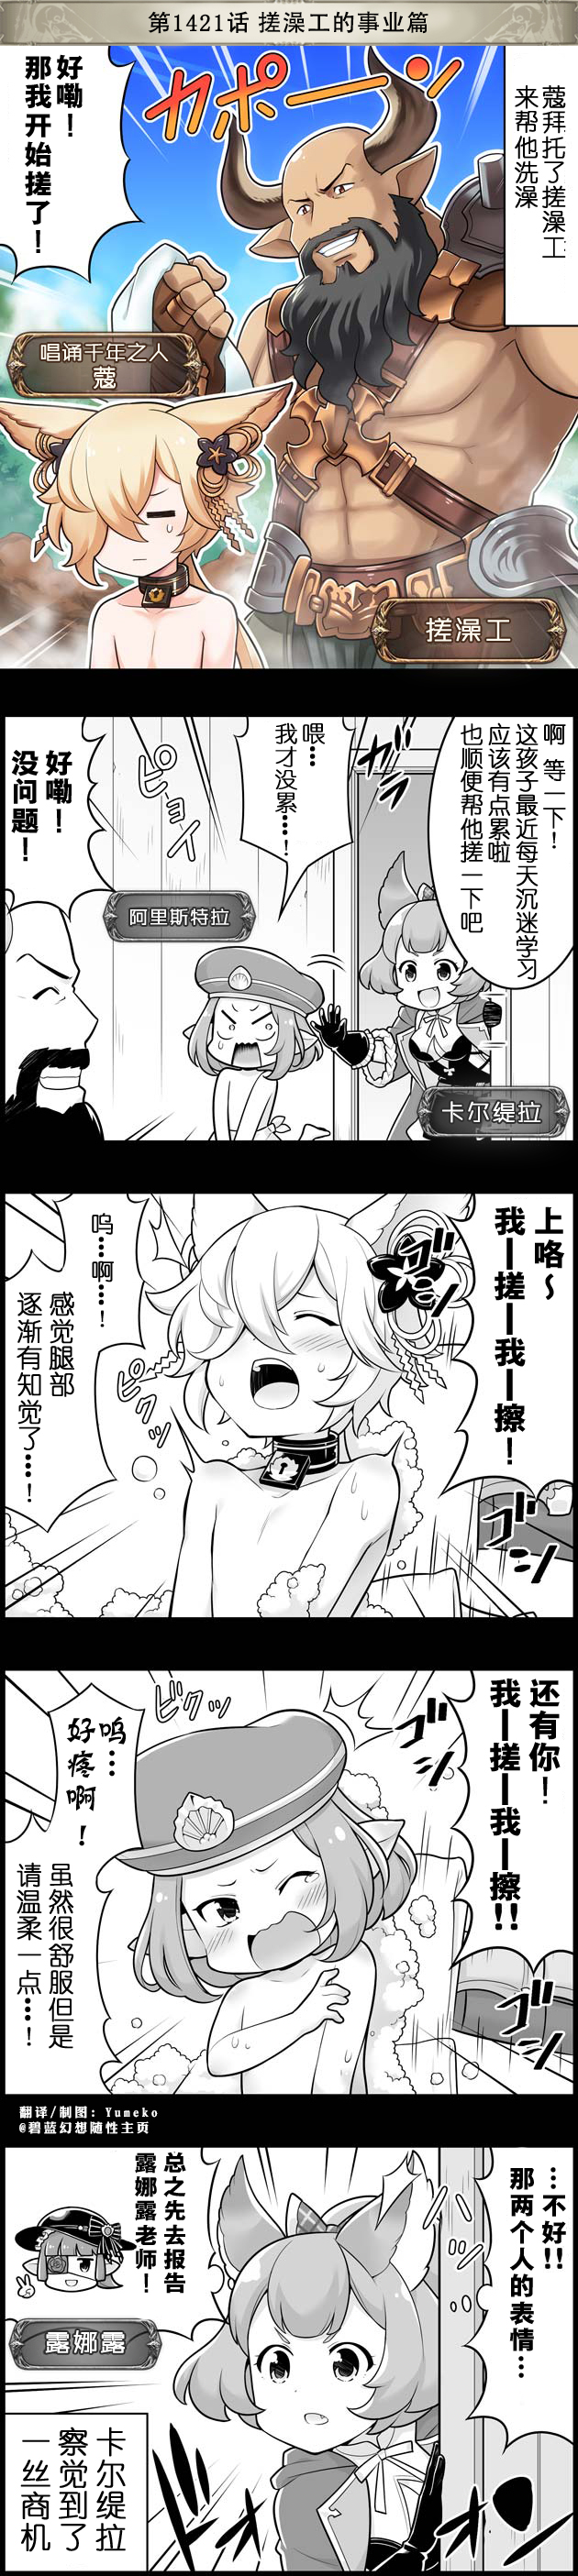 第1421话 搓澡工的事业篇
蔻拜托了搓澡工
来帮他洗澡
カポーン
好嘞！
那我开始搓了！
唱诵千年之人
蔻
搓澡工
啊 等一下！
这孩子最近每天沉迷学习
应该有点累啦
也顺便帮他搓一下吧
バッ
喂…
我才没累…！
ピョイ
好嘞！
没问题！
阿里斯特拉
卡尔缇拉
上咯～
我ー搓ー我ー擦！
ゴシ
ゴシ
呜…啊…！
感觉腿部
逐渐有知觉了…！
ピクッ
还有你！
我ー搓ー我ー擦！！
ゴシ
ゴシ
ビクッ
呜…
好疼啊！
虽然很舒服但是
请温柔一点…！
翻译/制图：Yumeko
@碧蓝幻想随性主页
…不好！！
那两个人的表情…
总之先去报告
露娜露老师！
露娜露
卡尔缇拉
察觉到了
一丝商机